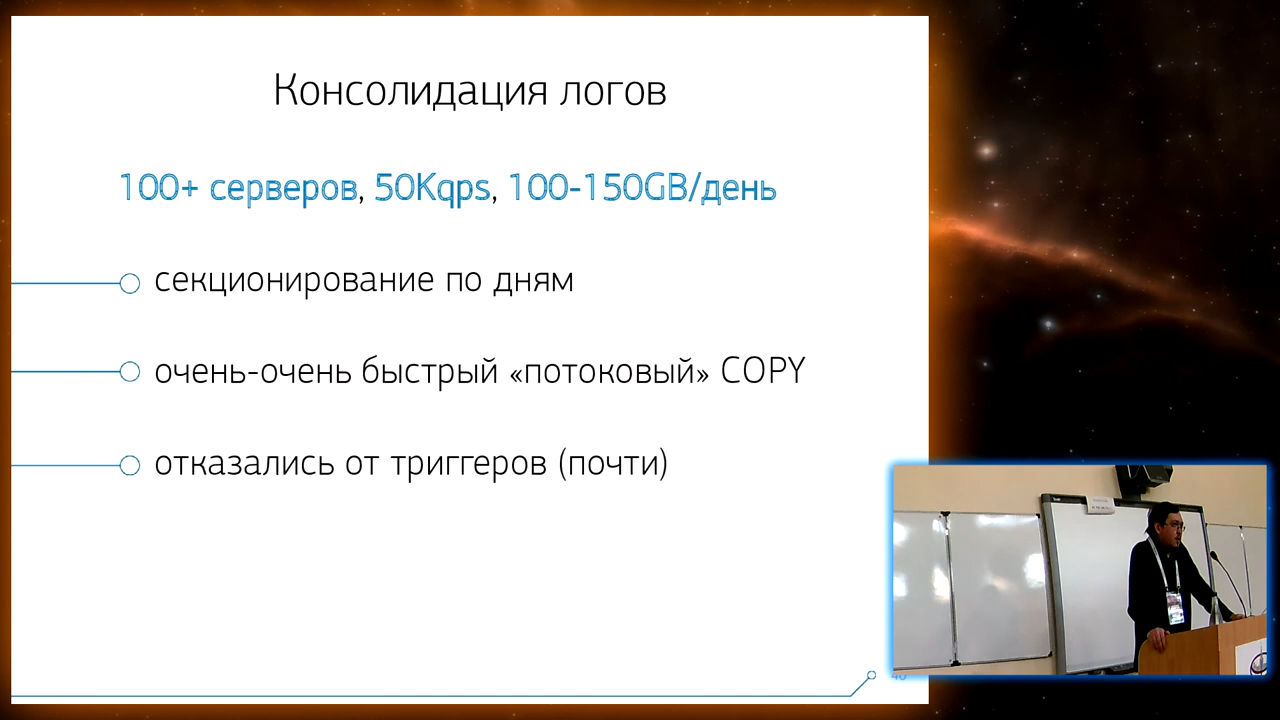 Консолидация логов
100+ серверов, 50Kqps, 100-150GB/день
секционирование по дням
очень-очень быстрый «потоковый» COPY
отказались от триггеров (почти)